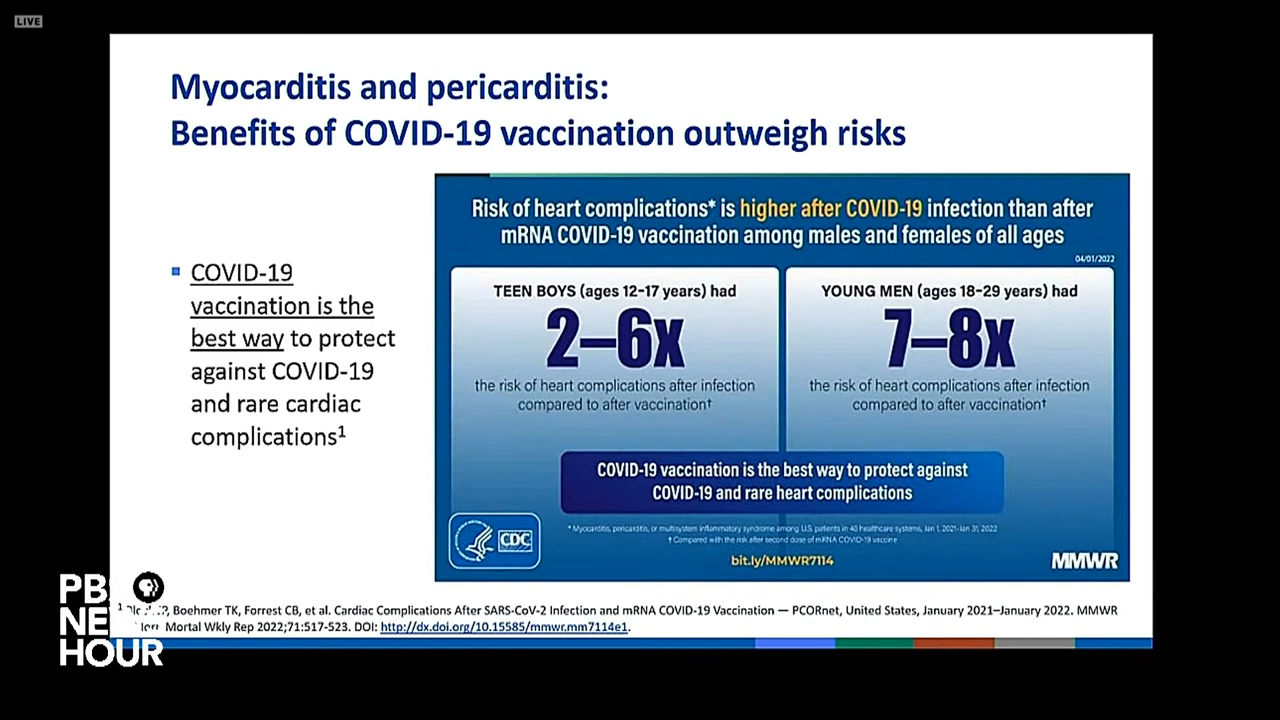 LIVE
Myocarditis and pericarditis:
Benefits of COVID-19 vaccination outweigh risks
▪ COVID-19
vaccination is the
best way to protect
against COVID-19
and rare cardiac
complications¹
Risk of heart complications* is higher after COVID-19 infection than after
mRNA COVID-19 vaccination among males and females of all ages
04/01/2022
TEEN BOYS (ages 12-17 years) had
2–6x
the risk of heart complications after infection
compared to after vaccination†
YOUNG MEN (ages 18-29 years) had
7–8x
the risk of heart complications after infection
compared to after vaccination†
COVID-19 vaccination is the best way to protect against
COVID-19 and rare heart complications
* Myocarditis, pericarditis, or multisystem inflammatory syndrome among U.S. patients in 40 healthcare systems, Jan 1, 2021-Jan 31, 2022
† Compared with the risk after second dose of mRNA COVID-19 vaccine
CDC
bit.ly/MMWR7114
MMWR
¹ Boehmer TK, Forrest CB, et al. Cardiac Complications After SARS-CoV-2 Infection and mRNA COVID-19 Vaccination — PCORnet, United States, January 2021–January 2022. MMWR
Mortal Wkly Rep 2022;71:517-523. DOI: http://dx.doi.org/10.15585/mmwr.mm7114e1.
PBS
NEWS
HOUR